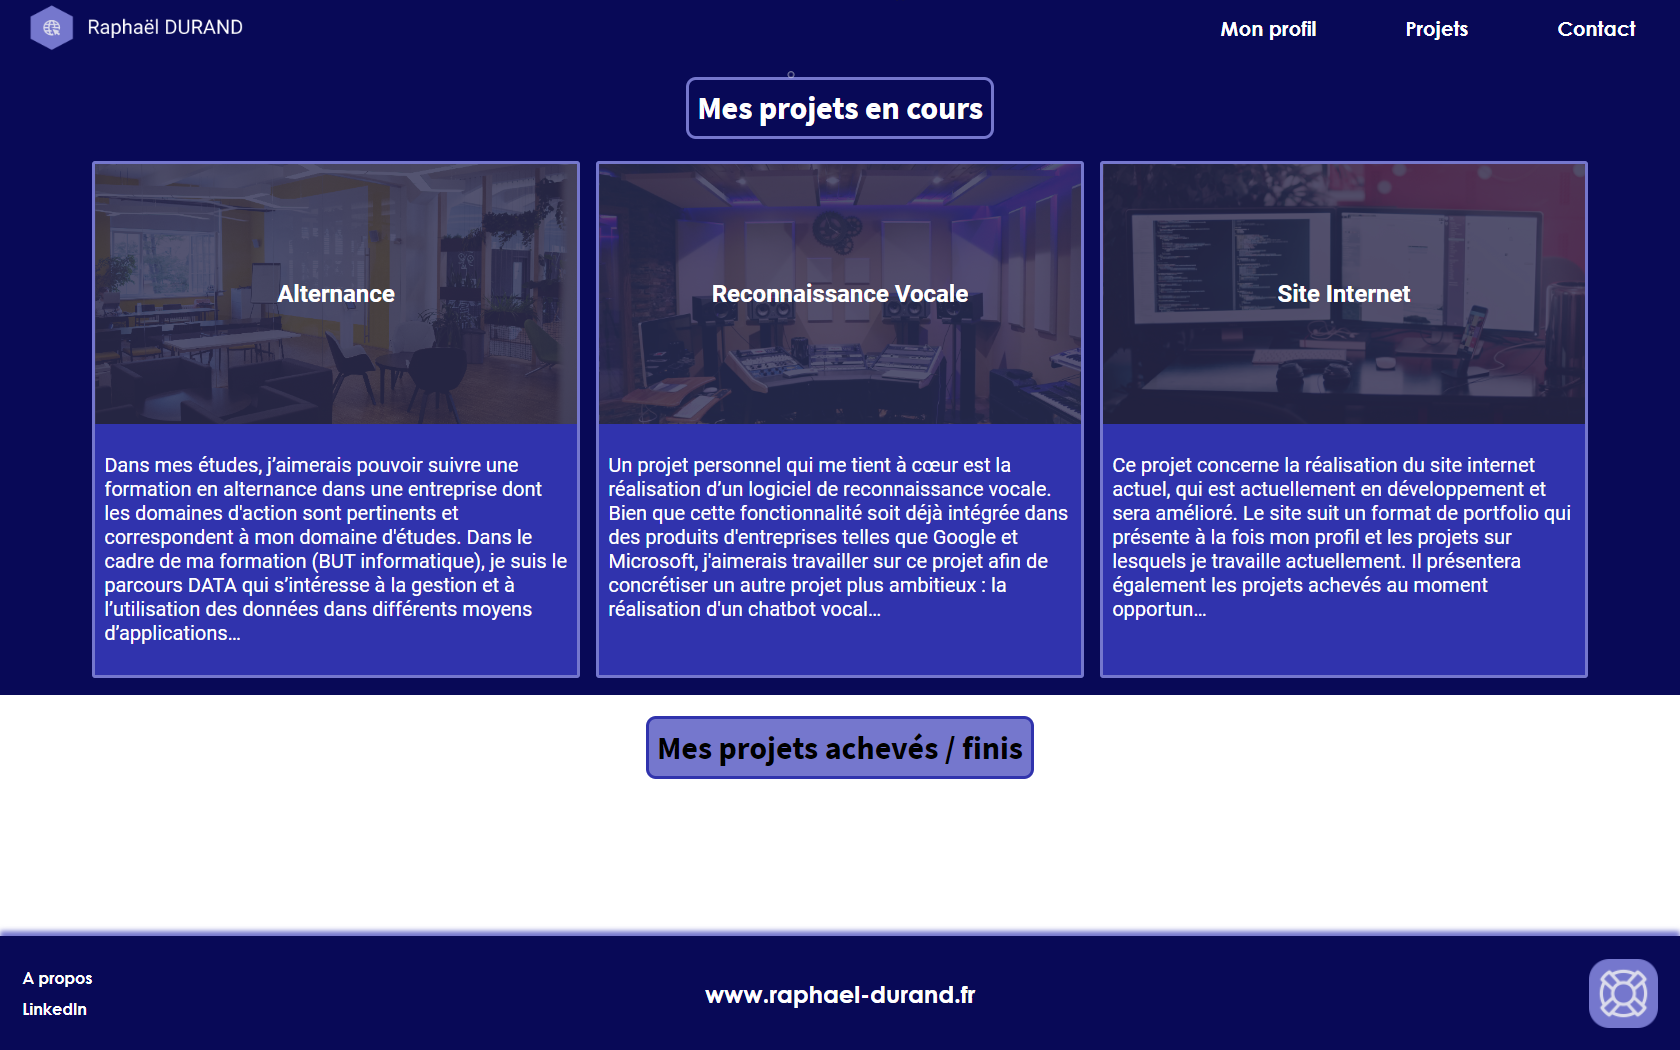 Raphaël DURAND
Mon profil
Projets
Contact
Mes projets en cours
Alternance
Dans mes études, j’aimerais pouvoir suivre une
formation en alternance dans une entreprise dont
les domaines d'action sont pertinents et
correspondent à mon domaine d'études. Dans le
cadre de ma formation (BUT informatique), je suis le
parcours DATA qui s’intéresse à la gestion et à
l’utilisation des données dans différents moyens
d’applications...
Reconnaissance Vocale
Un projet personnel qui me tient à cœur est la
réalisation d’un logiciel de reconnaissance vocale.
Bien que cette fonctionnalité soit déjà intégrée dans
des produits d'entreprises telles que Google et
Microsoft, j'aimerais travailler sur ce projet afin de
concrétiser un autre projet plus ambitieux : la
réalisation d'un chatbot vocal...
Site Internet
Ce projet concerne la réalisation du site internet
actuel, qui est actuellement en développement et
sera amélioré. Le site suit un format de portfolio qui
présente à la fois mon profil et les projets sur
lesquels je travaille actuellement. Il présentera
également les projets achevés au moment
opportun...
Mes projets achevés / finis
A propos
LinkedIn
www.raphael-durand.fr